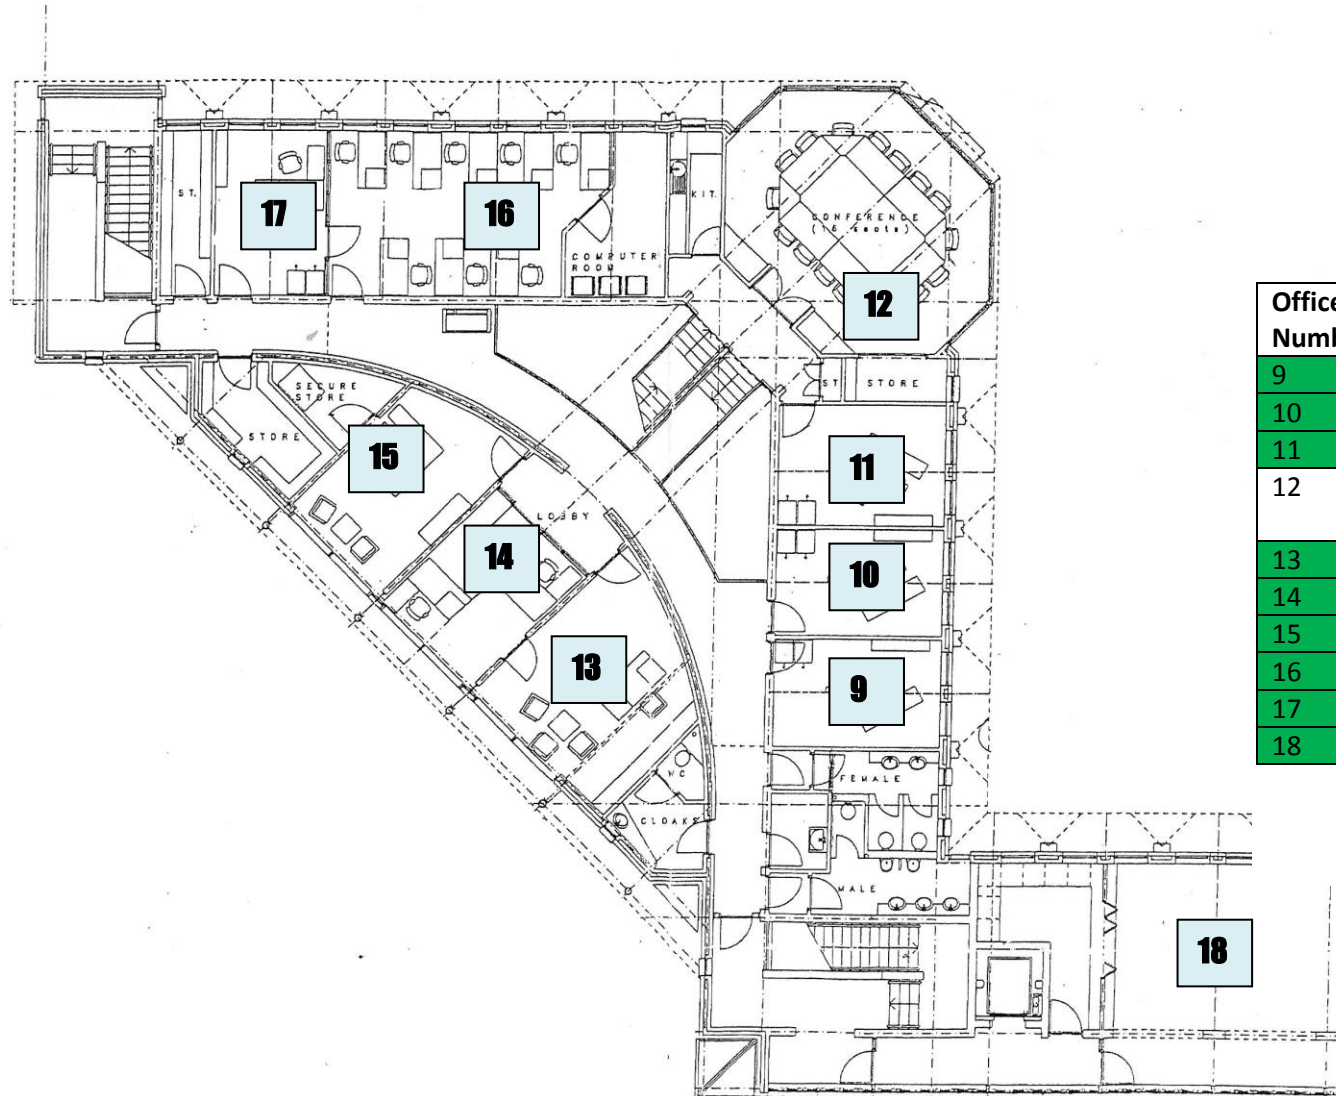 ST.
17
16
COMPUTER
ROOM
KIT.
CONFERENCE
(16 seats)
12
ST
STORE
SECURE
STORE
STORE
15
LOBBY
14
13
11
10
9
WC
CLOAKS
FEMALE
MALE
18
Office
Numb
9
10
11
12
13
14
15
16
17
18